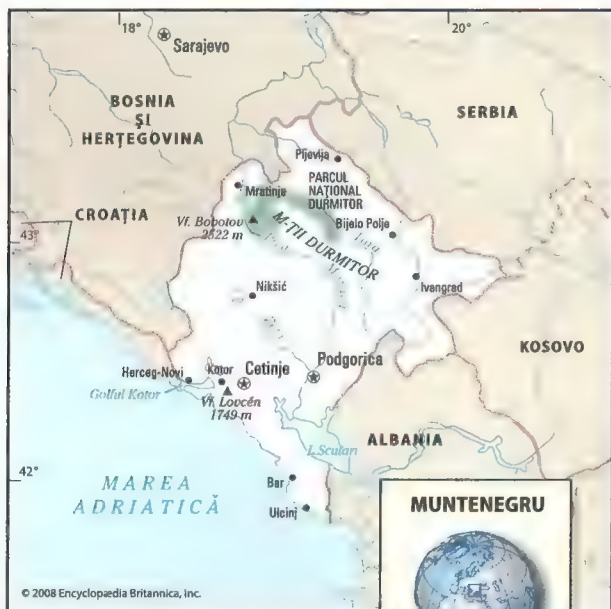 18°
20°
Sarajevo
BOSNIA
ŞI
HERŢEGOVINA
SERBIA
Pljevija
PARCUL
NAŢIONAL
DURMITOR
Mratinje
CROAŢIA
Vf. Bobotov
2522 m
M-ŢII DURMITOR
Bijelo Polje
43°
Nikšić
Ivangrad
KOSOVO
Herceg-Novi
Kotor
Cetinje
Podgorica
Golful Kotor
Vf. Lovcén
1749 m
L.Scutari
ALBANIA
42°
MAREA
ADRIATICĂ
Bar
Ulcinj
MUNTENEGRU
© 2008 Encyclopædia Britannica, Inc.